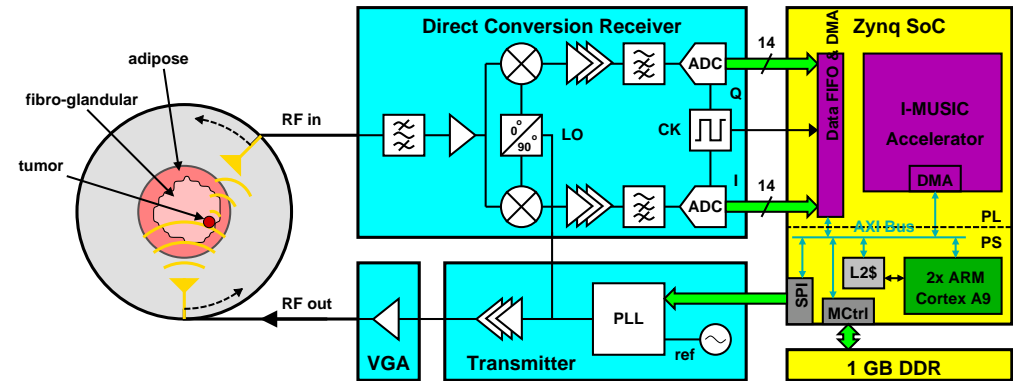 Direct Conversion Receiver
Zynq SoC
adipose
fibro-glandular
tumor
RF in
RF out
0°
90°
LO
ADC
Q
CK
I
ADC
14
14
Data FIFO & DMA
I-MUSIC
Accelerator
DMA
PL
AXI Bus
PS
SPI
L2$
2x ARM
Cortex A9
MCtrl
VGA
PLL
ref
Transmitter
1 GB DDR